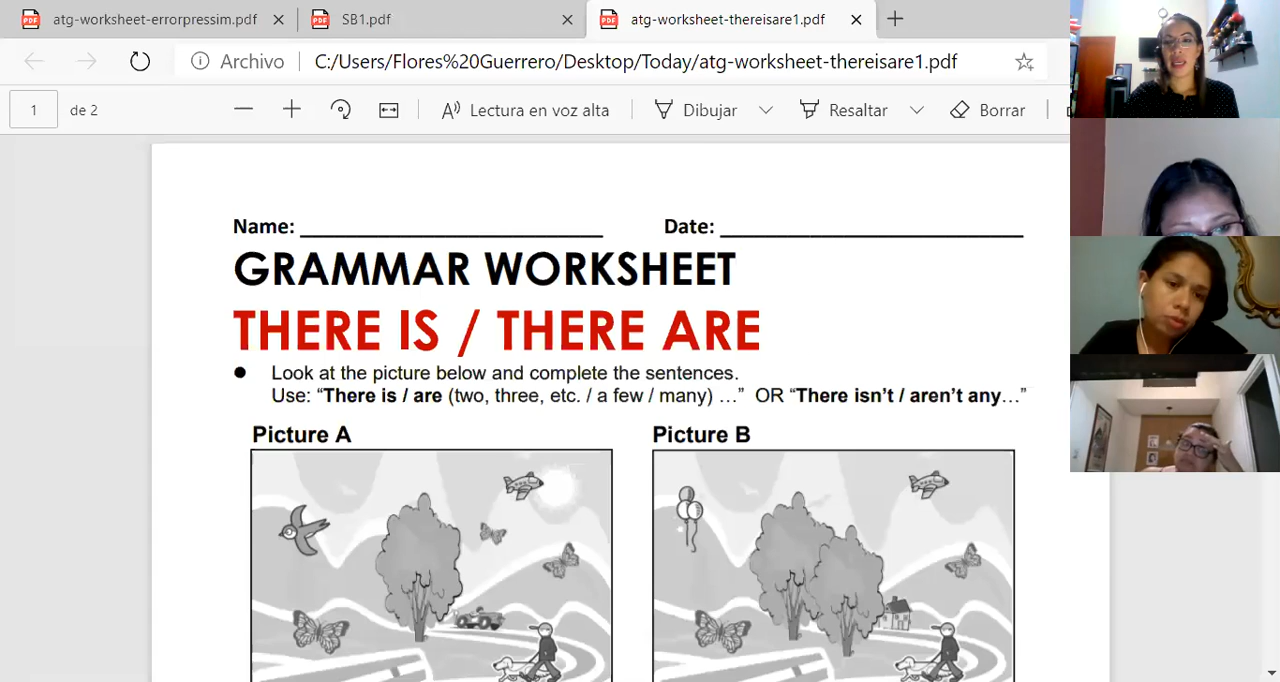 atg-worksheet-errorpressim.pdf
SB1.pdf
atg-worksheet-thereisare1.pdf
Archivo
C:/Users/Flores%20Guerrero/Desktop/Today/atg-worksheet-thereisare1.pdf
1 de 2
Lectura en voz alta
Dibujar
Resaltar
Borrar
Name: ____________________ Date: ____________________
GRAMMAR WORKSHEET
THERE IS / THERE ARE
● Look at the picture below and complete the sentences.
Use: “There is / are (two, three, etc. / a few / many) …” OR “There isn’t / aren’t any…”
Picture A
Picture B